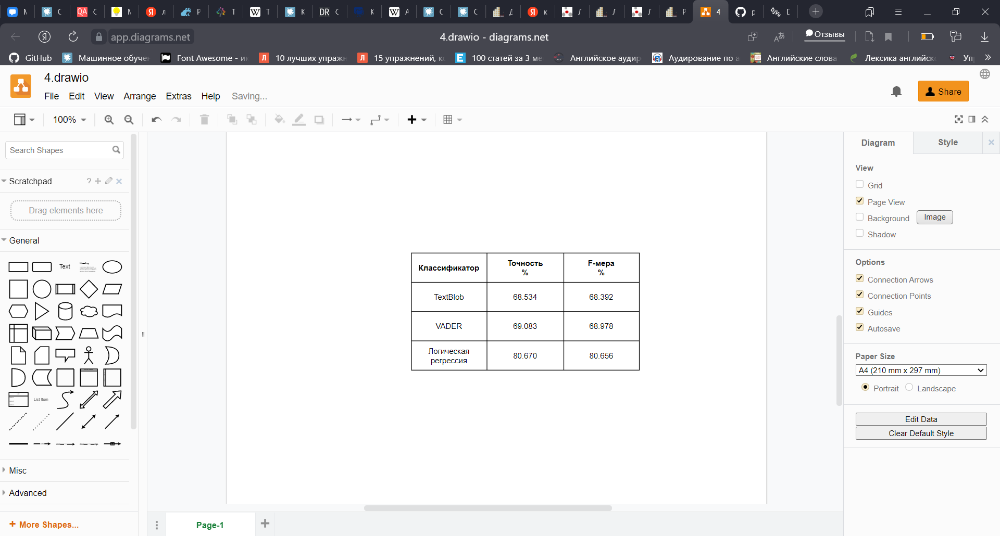 N
C
QA
C
N
Я
л
P
T
W
T
K
DR
C
K
W
A
C
C
Д
Я
к
Л
Л
Л
P
4
p
D
Я
app.diagrams.net
4.drawio - diagrams.net
Отзывы
GitHub
Машинное обуче
Font Awesome - и
Л
10 лучших упраж
Л
15 упражнений, к
E
100 статей за 3 ме
Английское аудир
Аудирование по а
Английские слова
Лексика английск
Уп
4.drawio
File
Edit
View
Arrange
Extras
Help
Saving...
Share
100%
Search Shapes
Scratchpad
?
Drag elements here
General
Text
Heading
List Item
Misc
Advanced
+ More Shapes...
Классификатор
Точность
%
F-мера
%
TextBlob
68.534
68.392
VADER
69.083
68.978
Логическая
регрессия
80.670
80.656
Page-1
Diagram
Style
View
Grid
Page View
Background
Image
Shadow
Options
Connection Arrows
Connection Points
Guides
Autosave
Paper Size
A4 (210 mm x 297 mm)
Portrait
Landscape
Edit Data
Clear Default Style